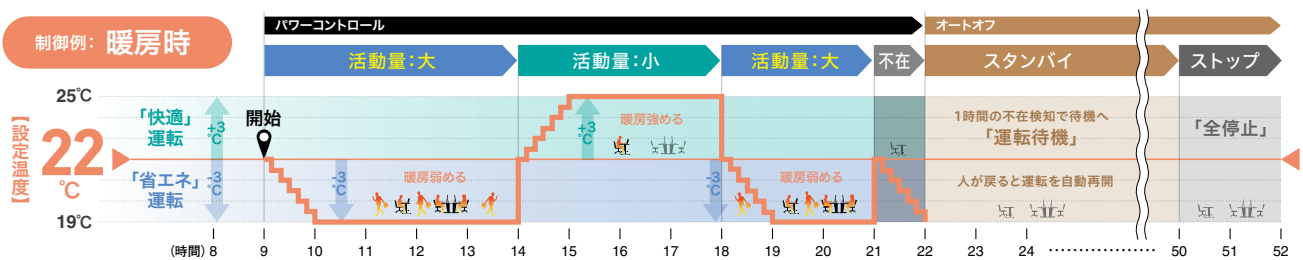 制御例： 暖房時
パワーコントロール
オートオフ
活動量：大
活動量：小
活動量：大
不在
スタンバイ
ストップ
25℃
「快適」
運転
+3
℃
開始
+3
℃
暖房強める
1時間の不在検知で待機へ
「運転待機」
「全停止」
【設定温度】
22
℃
「省エネ」
運転
-3
℃
-3
℃
暖房弱める
-3
℃
暖房弱める
人が戻ると運転を自動再開
19℃
(時間) 8 9 10 11 12 13 14 15 16 17 18 19 20 21 22 23 24 50 51 52